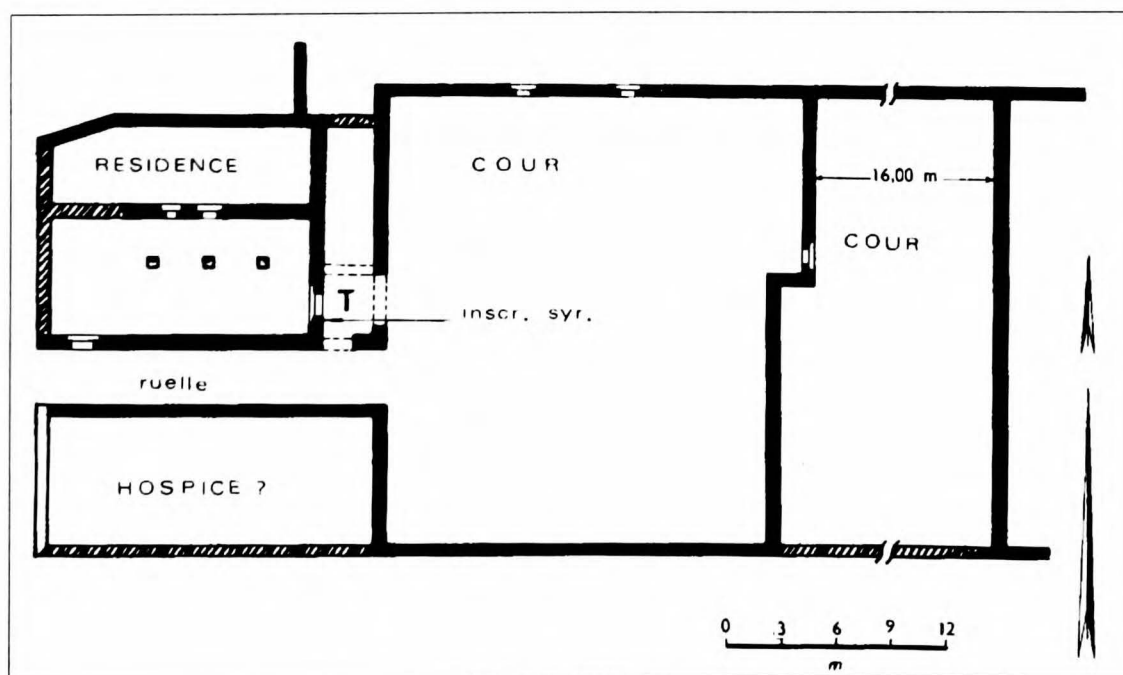 RESIDENCE
COUR
16,00 m
COUR
T
inscr. syr.
ruelle
HOSPICE ?
0 3 6 9 12
m